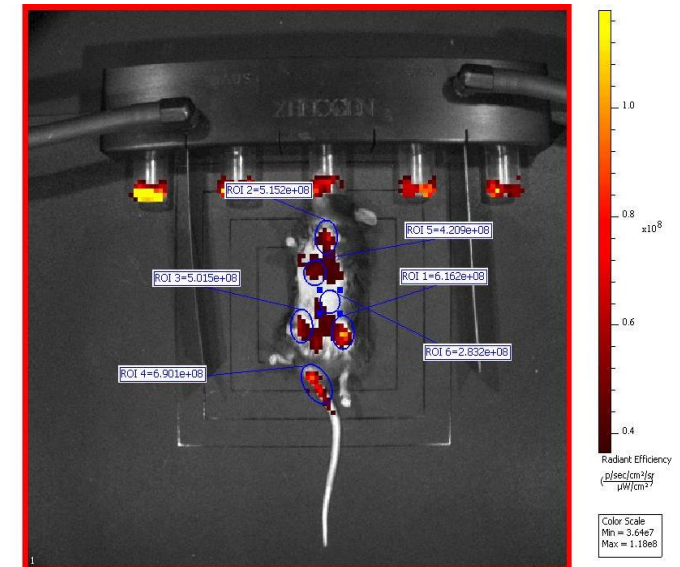 XENOGEN
ROI 2=5.152e+08
ROI 5=4.209e+08
ROI 3=5.015e+08
ROI 1=6.162e+08
ROI 6=2.832e+08
ROI 4=6.901e+08
1
1.0
0.8
x10⁸
0.6
0.4
Radiant Efficiency
(p/sec/cm²/sr
µW/cm²)
Color Scale
Min = 3.64e7
Max = 1.18e8